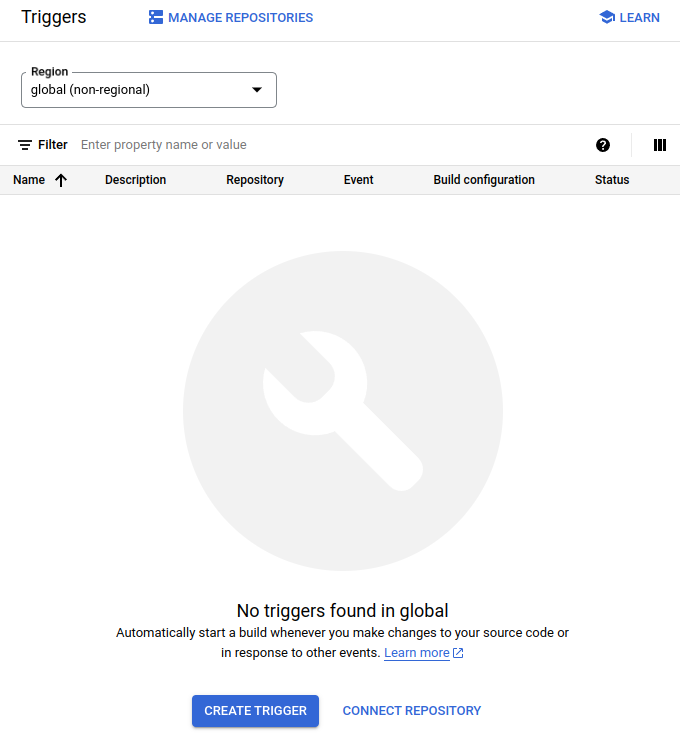 Triggers
MANAGE REPOSITORIES
LEARN
Region
global (non-regional)
Filter Enter property name or value
Name Description Repository Event Build configuration Status
No triggers found in global
Automatically start a build whenever you make changes to your source code or
in response to other events. Learn more
CREATE TRIGGER
CONNECT REPOSITORY